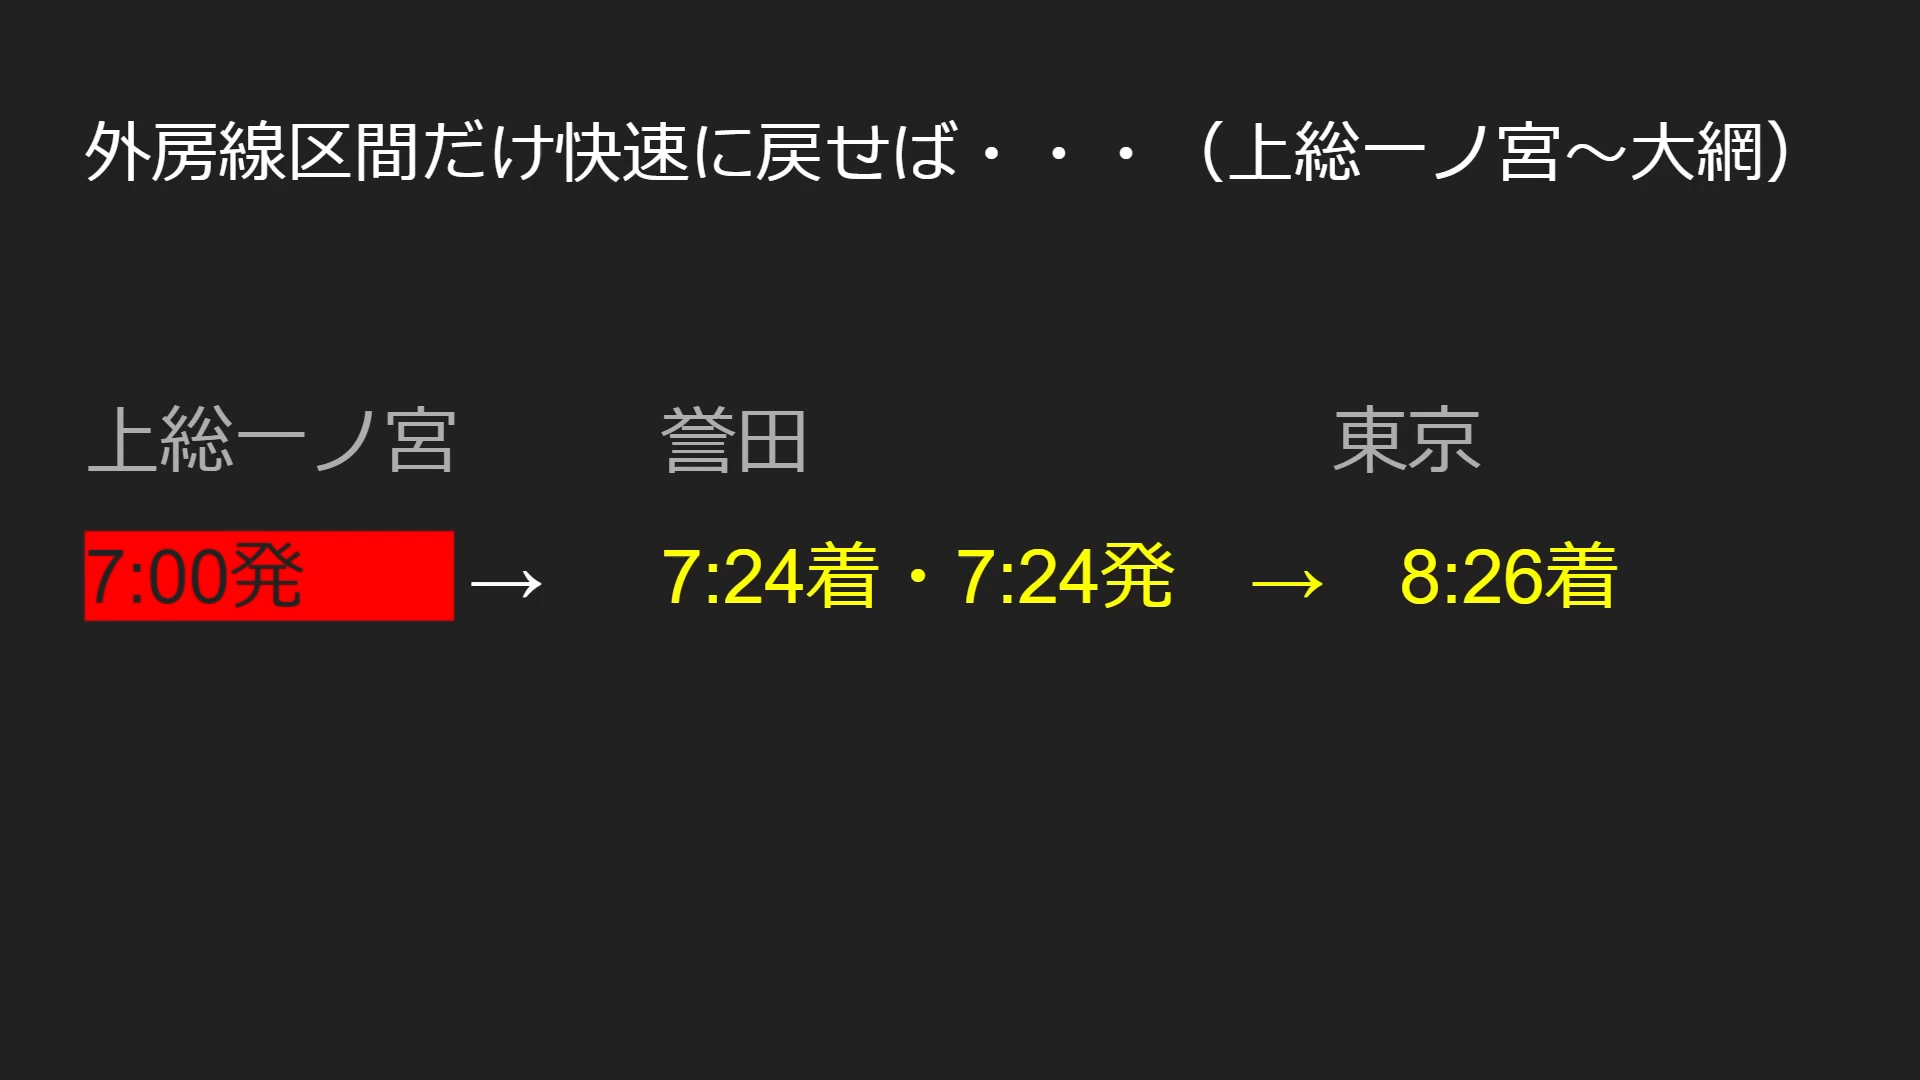 外房線区間だけ快速に戻せば・・・（上総一ノ宮～大網）
上総一ノ宮 誉田 東京
7:00発 → 7:24着・7:24発 → 8:26着